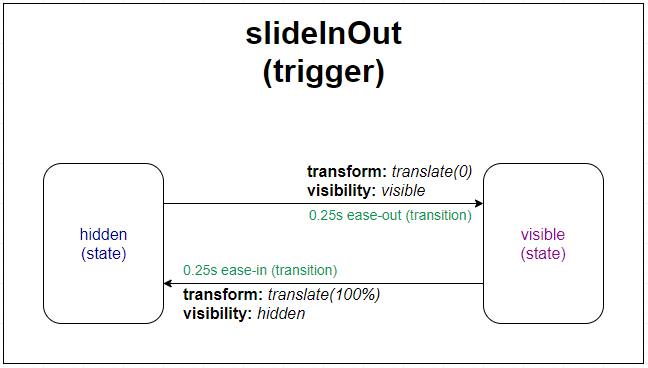 slideInOut
(trigger)
transform: translate(0)
visibility: visible
0.25s ease-out (transition)
hidden
(state)
visible
(state)
0.25s ease-in (transition)
transform: translate(100%)
visibility: hidden